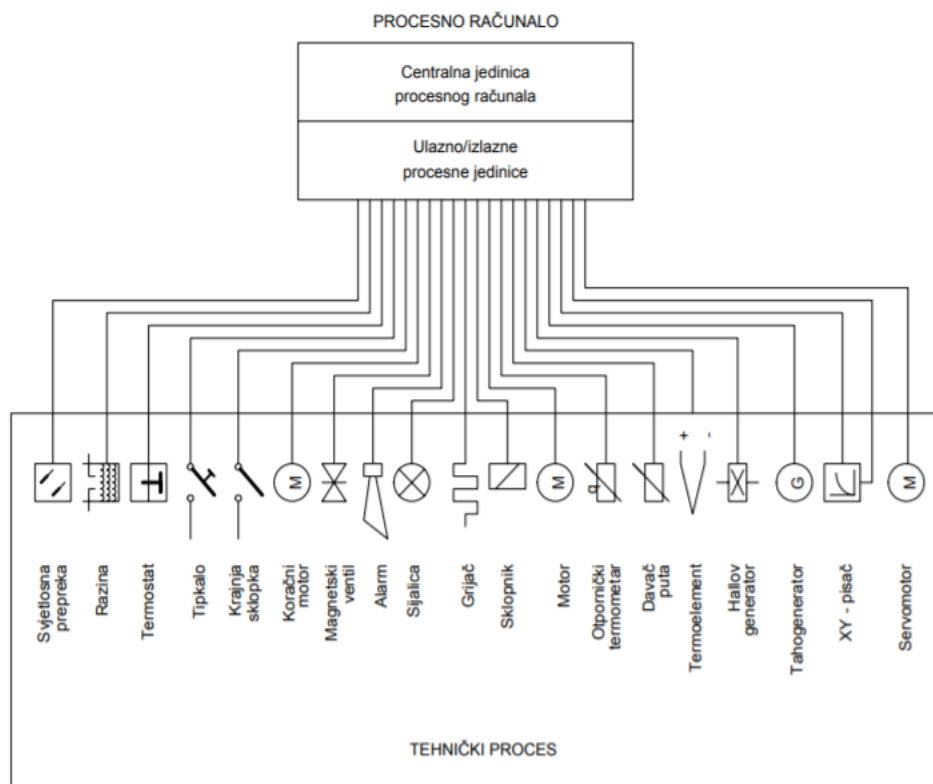 PROCESNO RAČUNALO
Centralna jedinica
procesnog računala
Ulazno/izlazne
procesne jedinice
+
-
M
M
q
G
M
Svjetlosna
prepreka
Razina
Termostat
Tipkalo
Krajnja
sklopka
Koračni
motor
Magnetski
ventil
Alarm
Sijalica
Grijač
Sklopnik
Motor
Otpornički
termometar
Davač
puta
Termoelement
Hallov
generator
Tahogenerator
XY - pisač
Servomotor
TEHNIČKI PROCES